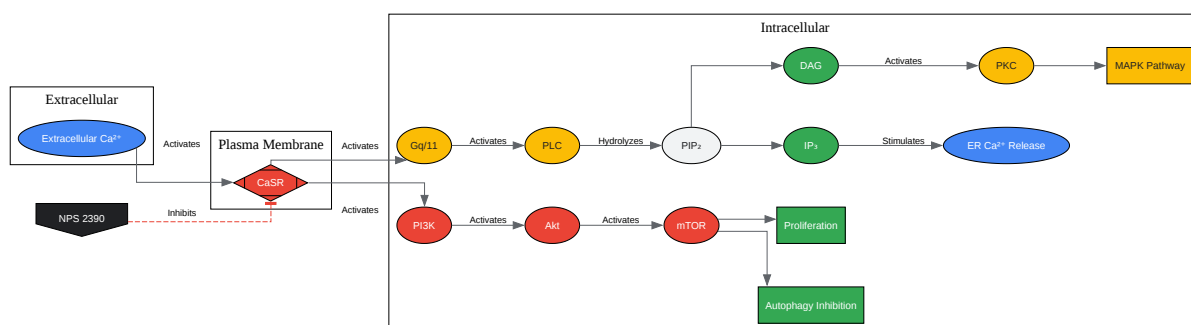 Intracellular
DAG
Activates
PKC
MAPK Pathway
Extracellular
Extracellular Ca²⁺
Activates
Plasma Membrane
CaSR
Activates
Gq/11
Activates
PLC
Hydrolyzes
PIP₂
IP₃
Stimulates
ER Ca²⁺ Release
NPS 2390
Inhibits
Activates
PI3K
Activates
Akt
Activates
mTOR
Proliferation
Autophagy Inhibition